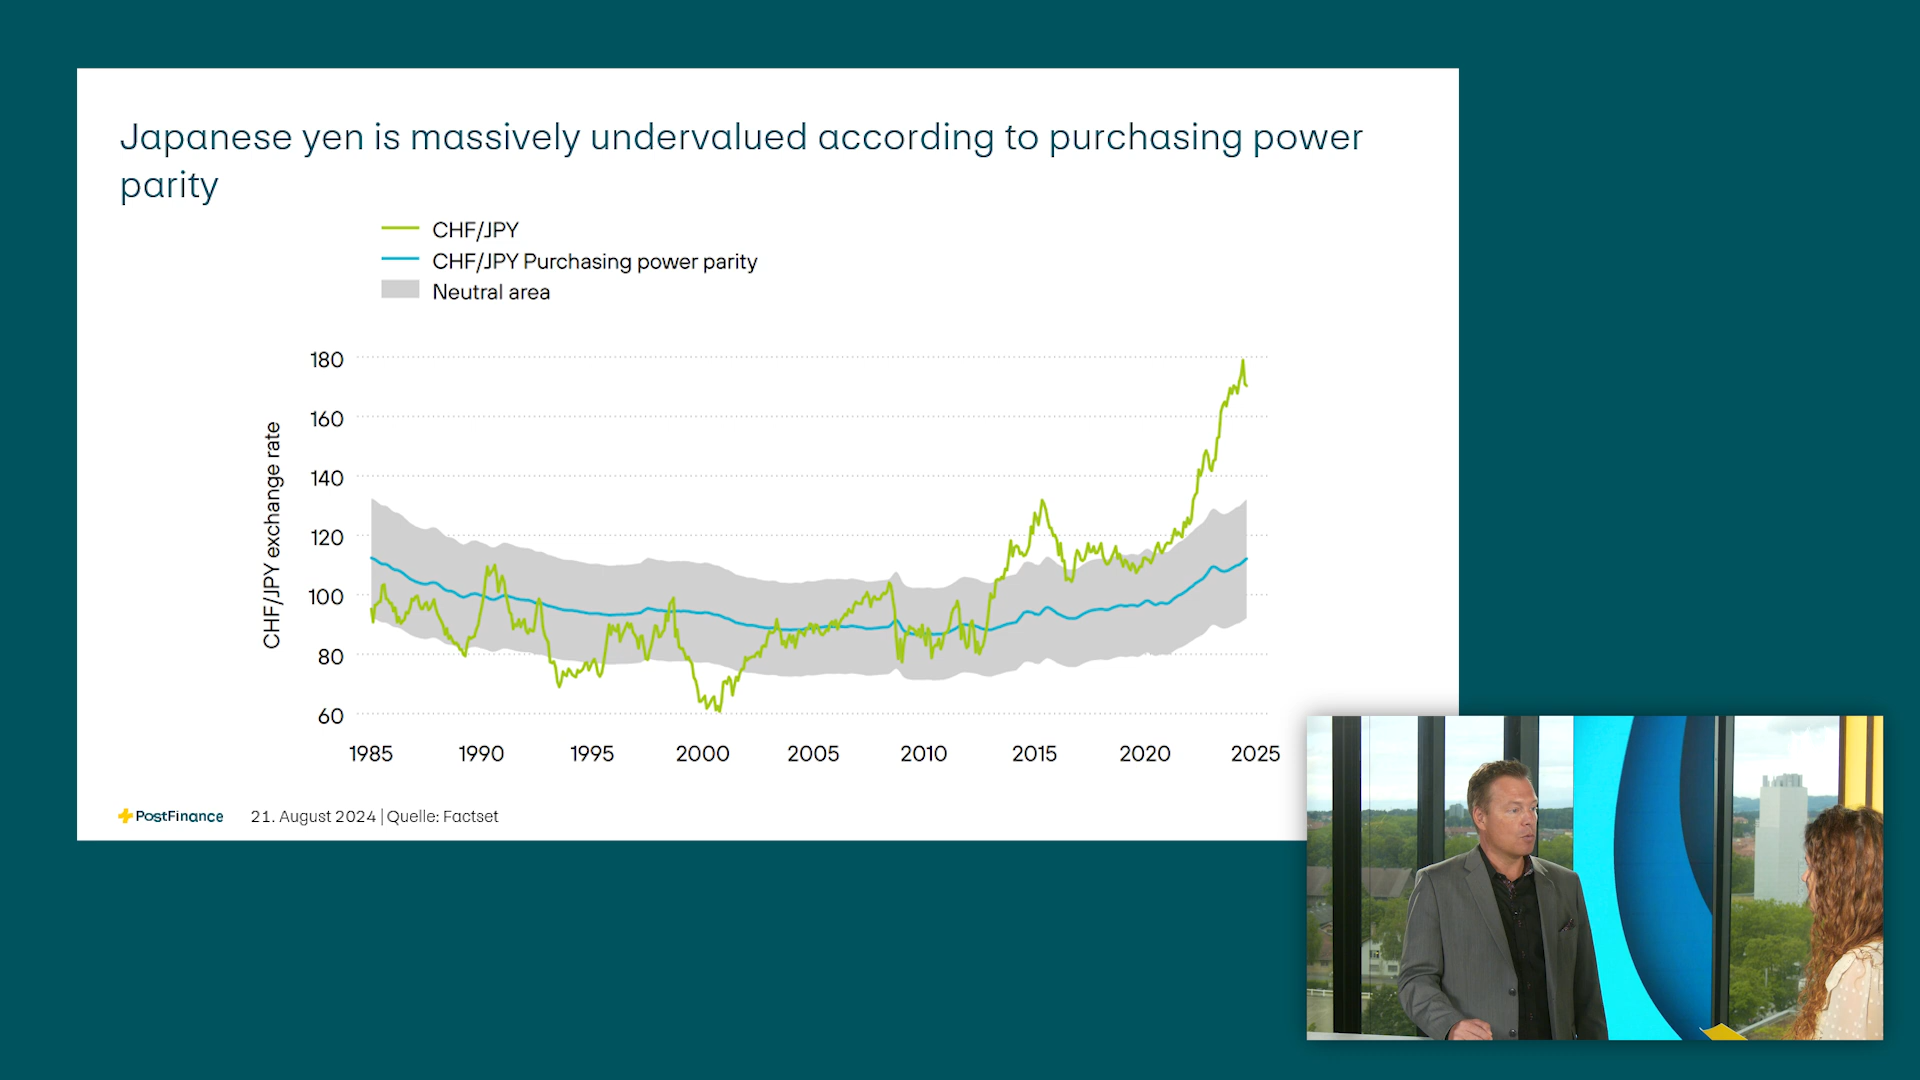 Japanese yen is massively undervalued according to purchasing power
parity
CHF/JPY
CHF/JPY Purchasing power parity
Neutral area
CHF/JPY exchange rate
180
160
140
120
100
80
60
1985 1990 1995 2000 2005 2010 2015 2020 2025
PostFinance 21. August 2024 | Quelle: Factset